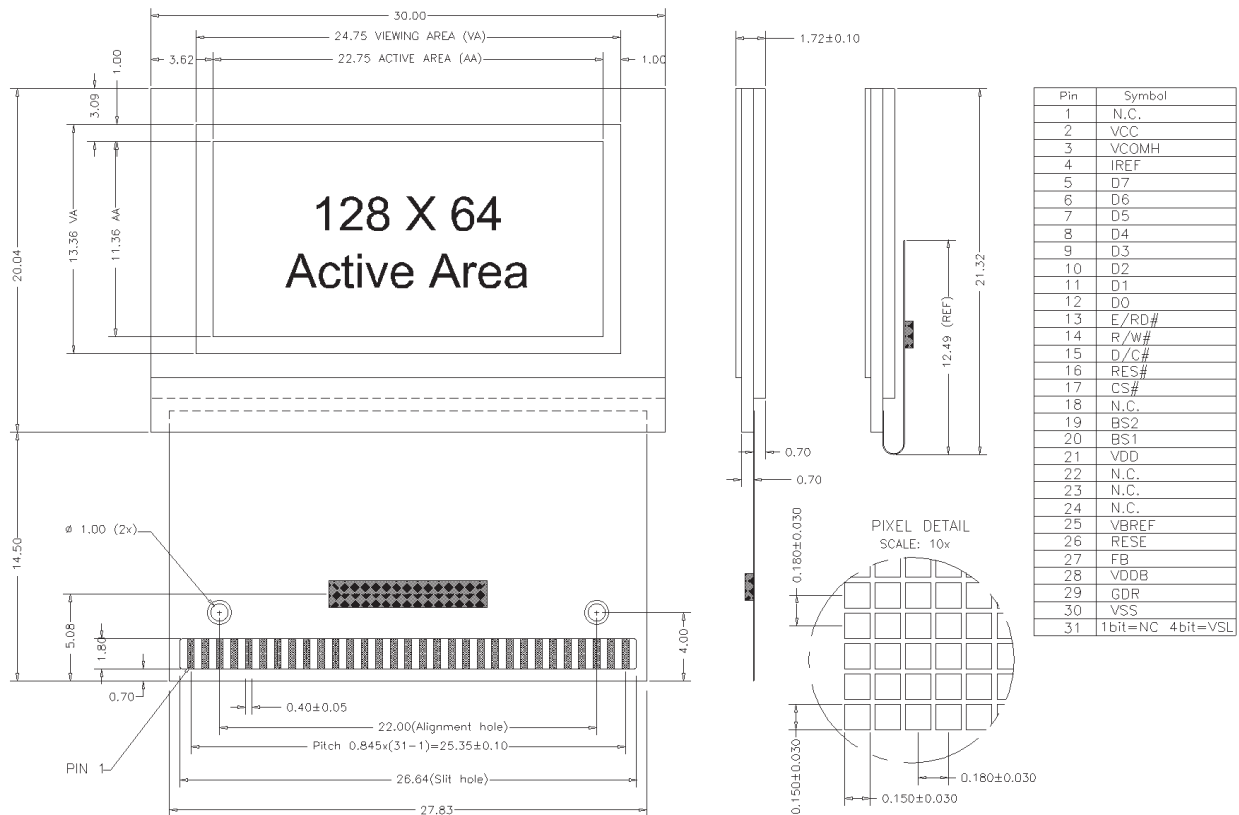 30.00
24.75 VIEWING AREA (VA)
3.62
22.75 ACTIVE AREA (AA)
1.00
1.00
3.09
20.04
13.36 VA
11.36 AA
128 X 64
Active Area
14.50
ø 1.00 (2x)
5.08
1.80
0.70
4.00
0.40±0.05
22.00(Alignment hole)
Pitch 0.845x(31-1)=25.35±0.10
PIN 1
26.64(Slit hole)
27.83
1.72±0.10
0.70
0.70
12.49 (REF)
21.32
PIXEL DETAIL
SCALE: 10x
0.180±0.030
0.150±0.030
0.180±0.030
0.150±0.030
Pin Symbol
1 N.C.
2 VCC
3 VCOMH
4 IREF
5 D7
6 D6
7 D5
8 D4
9 D3
10 D2
11 D1
12 D0
13 E/RD#
14 R/W#
15 D/C#
16 RES#
17 CS#
18 N.C.
19 BS2
20 BS1
21 VDD
22 N.C.
23 N.C.
24 N.C.
25 VBREF
26 RESE
27 FB
28 VDDB
29 GDR
30 VSS
31 1bit=NC 4bit=VSL